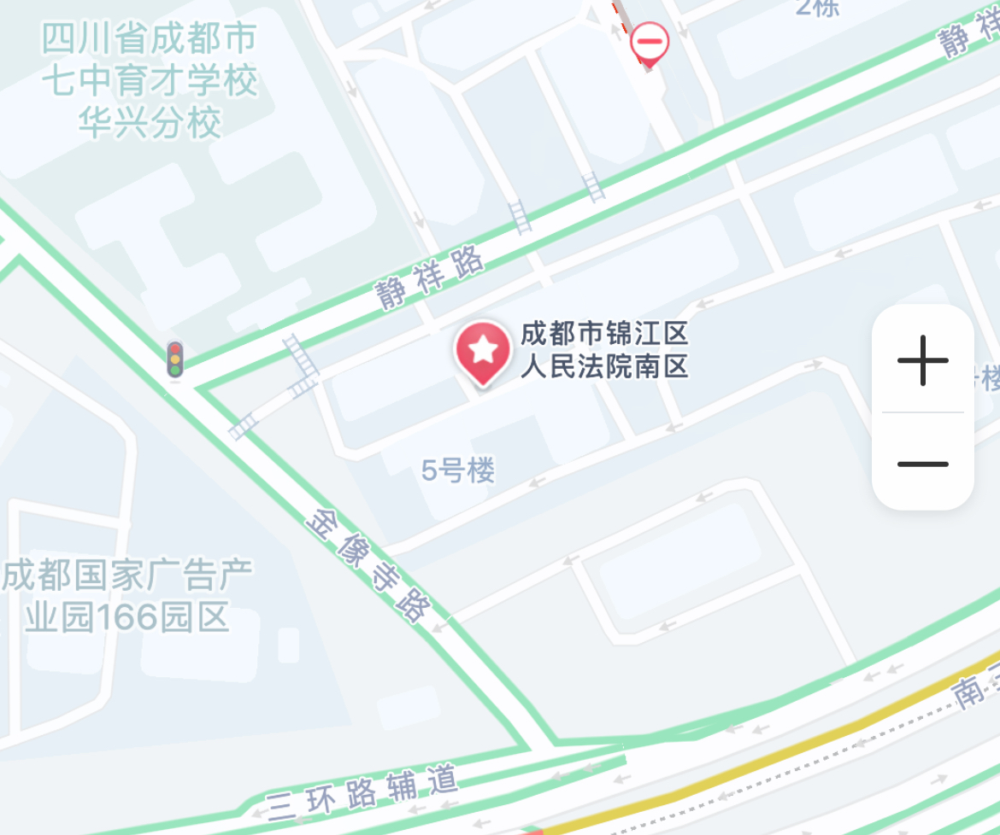 2栋
静祥
四川省成都市
七中育才学校
华兴分校
静祥路
成都市锦江区
人民法院南区
号楼
5号楼
金像寺路
成都国家广告产
业园166园区
南三
三环路辅道